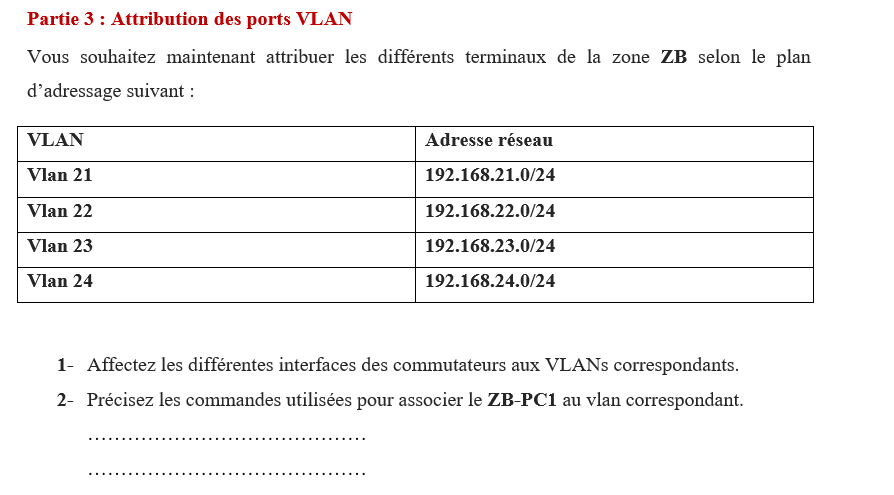 Partie 3 : Attribution des ports VLAN
Vous souhaitez maintenant attribuer les différents terminaux de la zone ZB selon le plan
d’adressage suivant :
VLAN Adresse réseau
Vlan 21 192.168.21.0/24
Vlan 22 192.168.22.0/24
Vlan 23 192.168.23.0/24
Vlan 24 192.168.24.0/24
1- Affectez les différentes interfaces des commutateurs aux VLANs correspondants.
2- Précisez les commandes utilisées pour associer le ZB-PC1 au vlan correspondant.
……………………………………
……………………………………